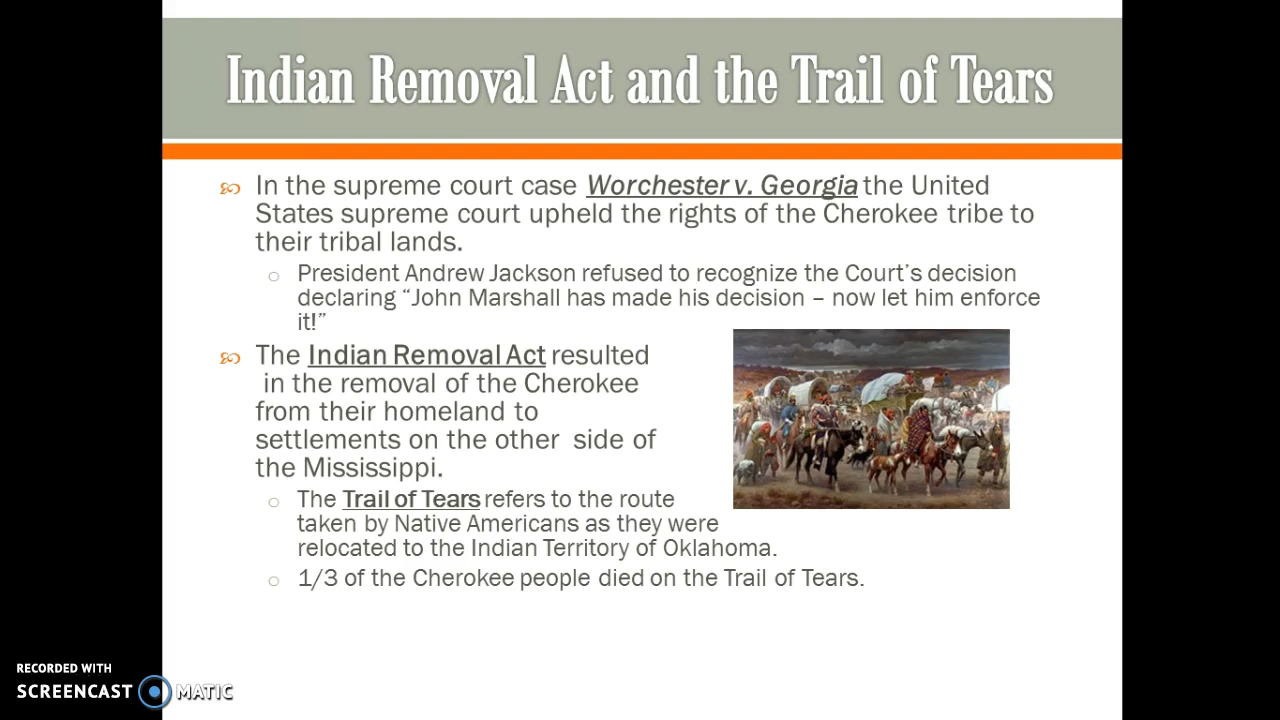 Indian Removal Act and the Trail of Tears
In the supreme court case Worchester v. Georgia the United
States supreme court upheld the rights of the Cherokee tribe to
their tribal lands.
President Andrew Jackson refused to recognize the Court's decision
declaring “John Marshall has made his decision – now let him enforce
it!”
The Indian Removal Act resulted
in the removal of the Cherokee
from their homeland to
settlements on the other side of
the Mississippi.
The Trail of Tears refers to the route
taken by Native Americans as they were
relocated to the Indian Territory of Oklahoma.
1/3 of the Cherokee people died on the Trail of Tears.
RECORDED WITH
SCREENCAST MATIC